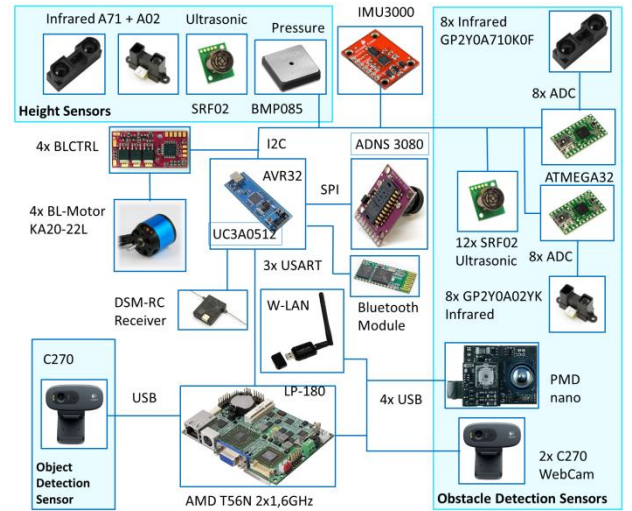 Infrared A71 + A02
Ultrasonic
Pressure
IMU3000
8x Infrared
GP2Y0A710K0F
SRF02
BMP085
Height Sensors
8x ADC
4x BLCTRL
I2C
ADNS 3080
AVR32
SPI
ATMEGA32
4x BL-Motor
KA20-22L
UC3A0512
12x SRF02
Ultrasonic
8x ADC
3x USART
DSM-RC
Receiver
W-LAN
Bluetooth
Module
8x GP2Y0A02YK
Infrared
C270
USB
LP-180
4x USB
PMD
nano
Object
Detection
Sensor
2x C270
WebCam
AMD T56N 2x1,6GHz
Obstacle Detection Sensors